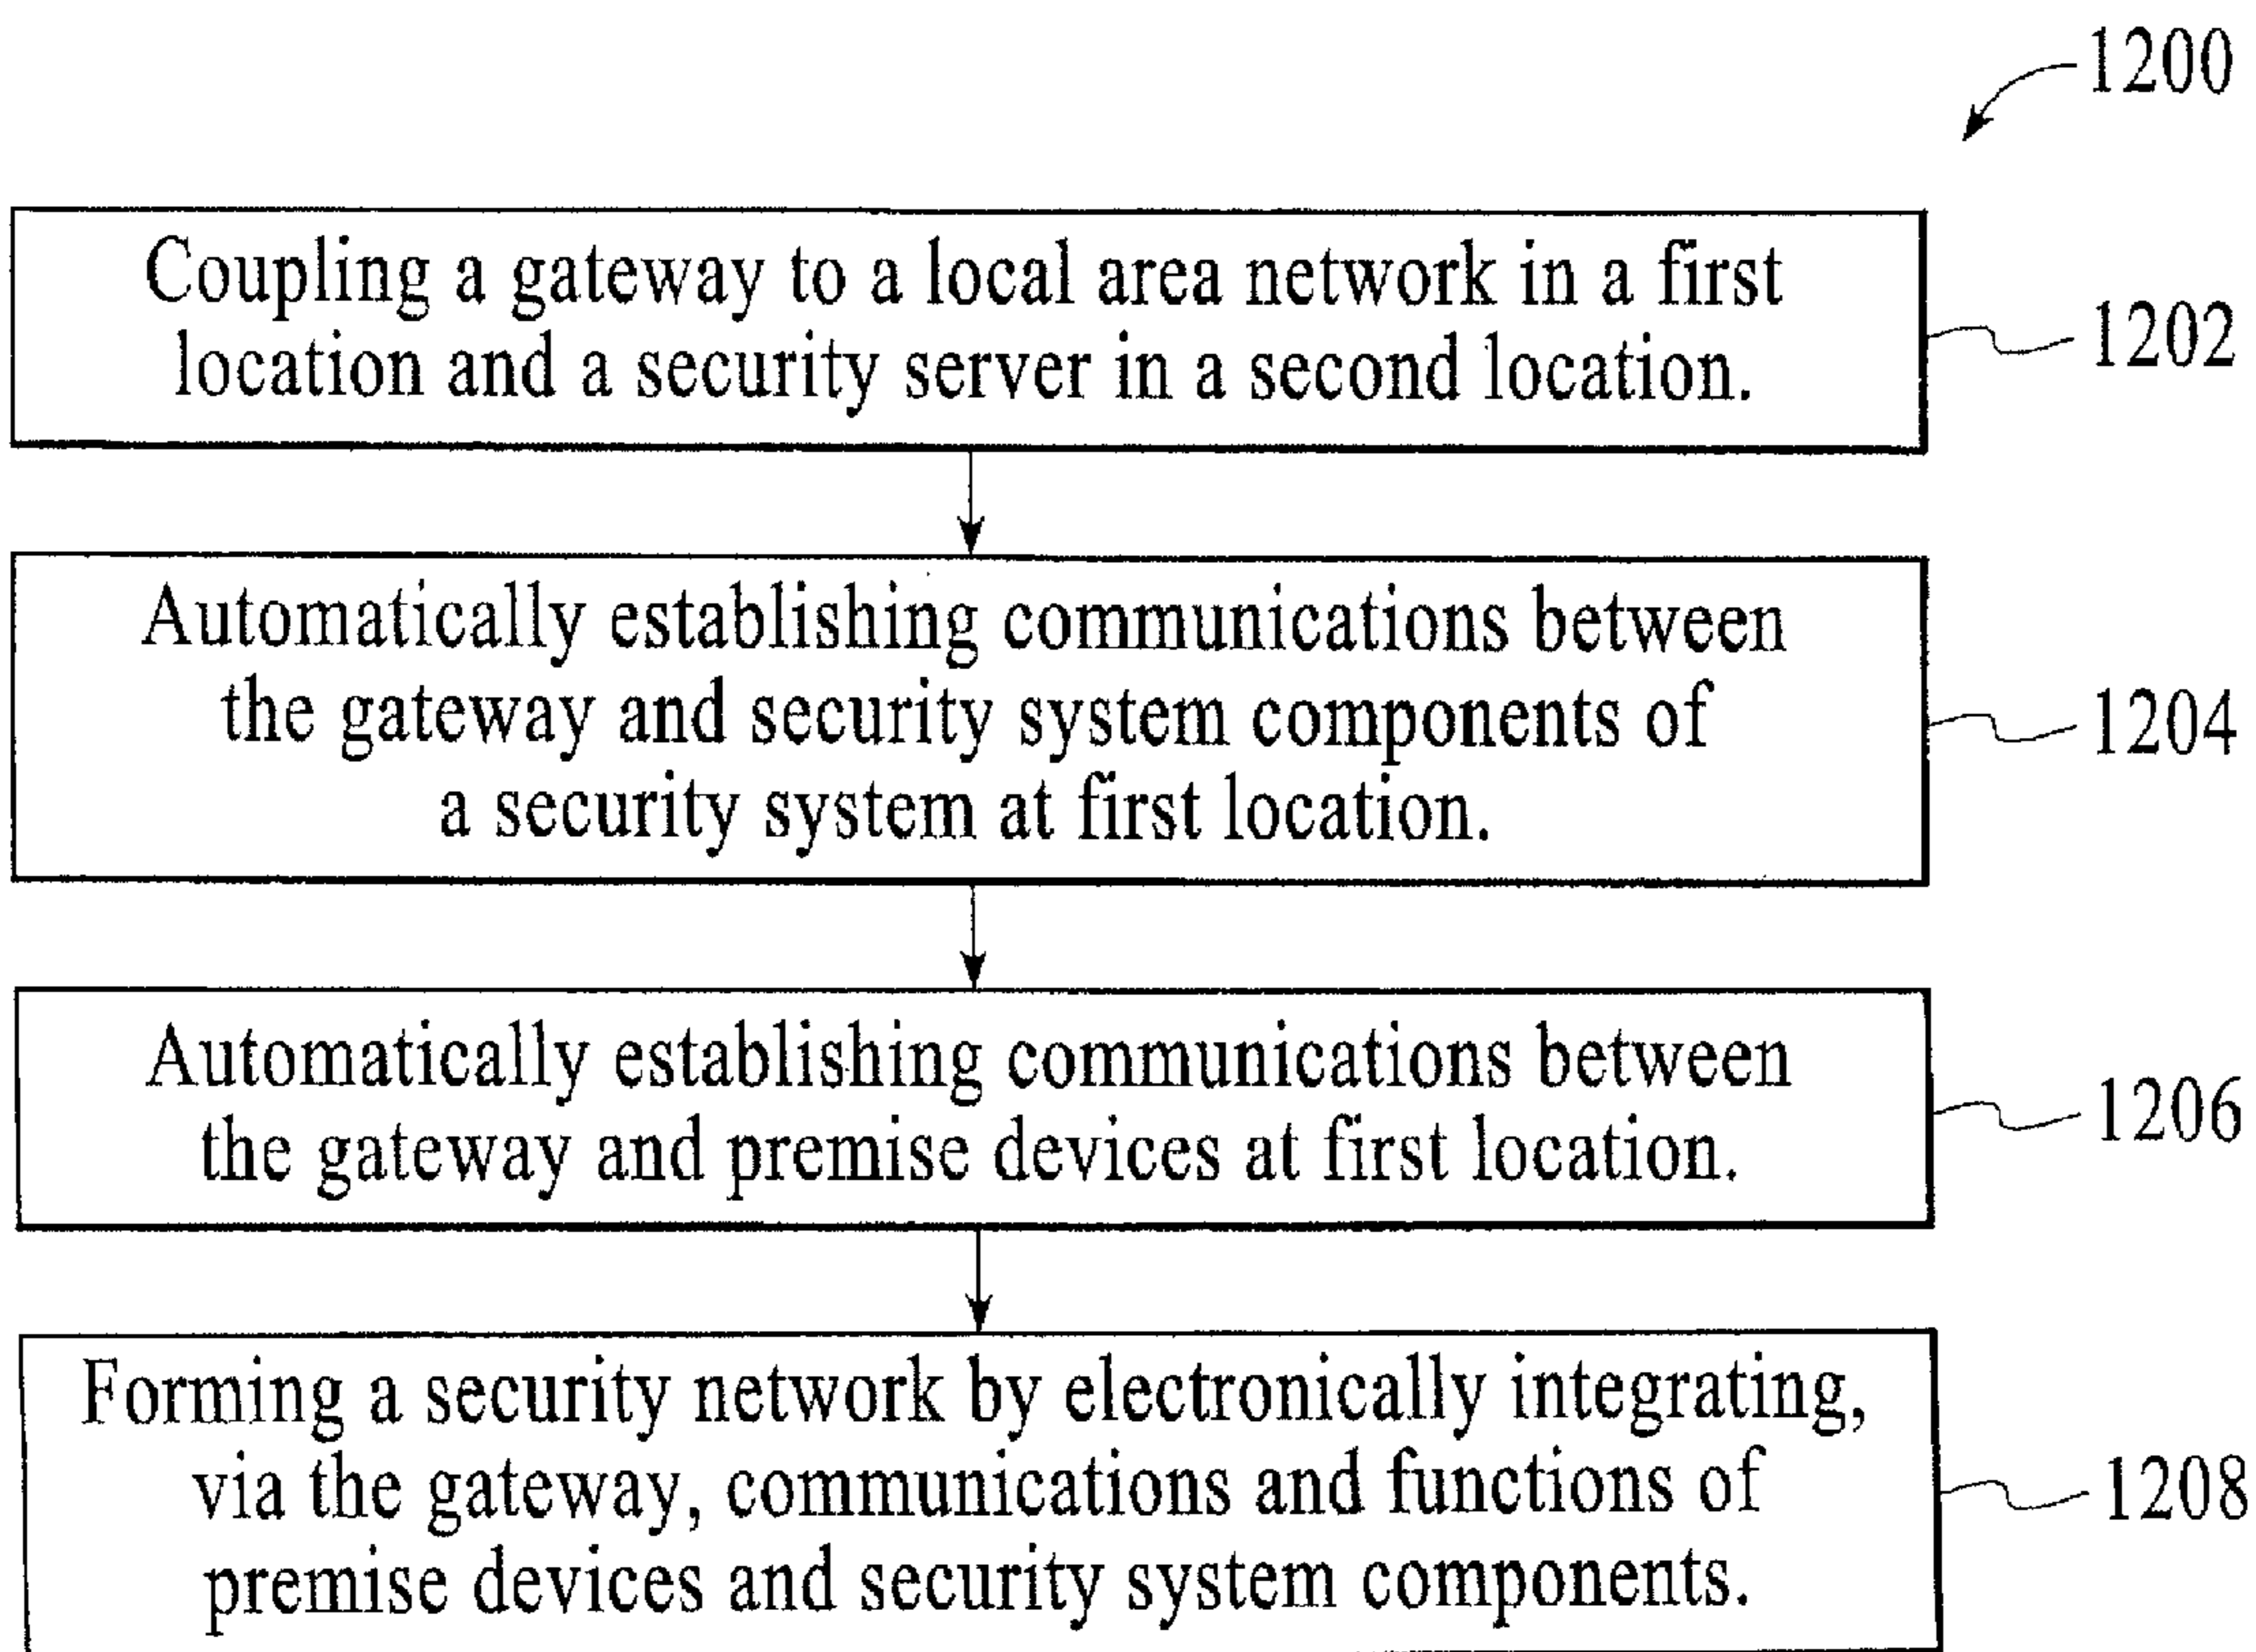 1200
Coupling a gateway to a local area network in a first
location and a security server in a second location.
1202
Automatically establishing communications between
the gateway and security system components of
a security system at first location.
1204
Automatically establishing communications between
the gateway and premise devices at first location.
1206
Forming a security network by electronically integrating,
via the gateway, communications and functions of
premise devices and security system components.
1208